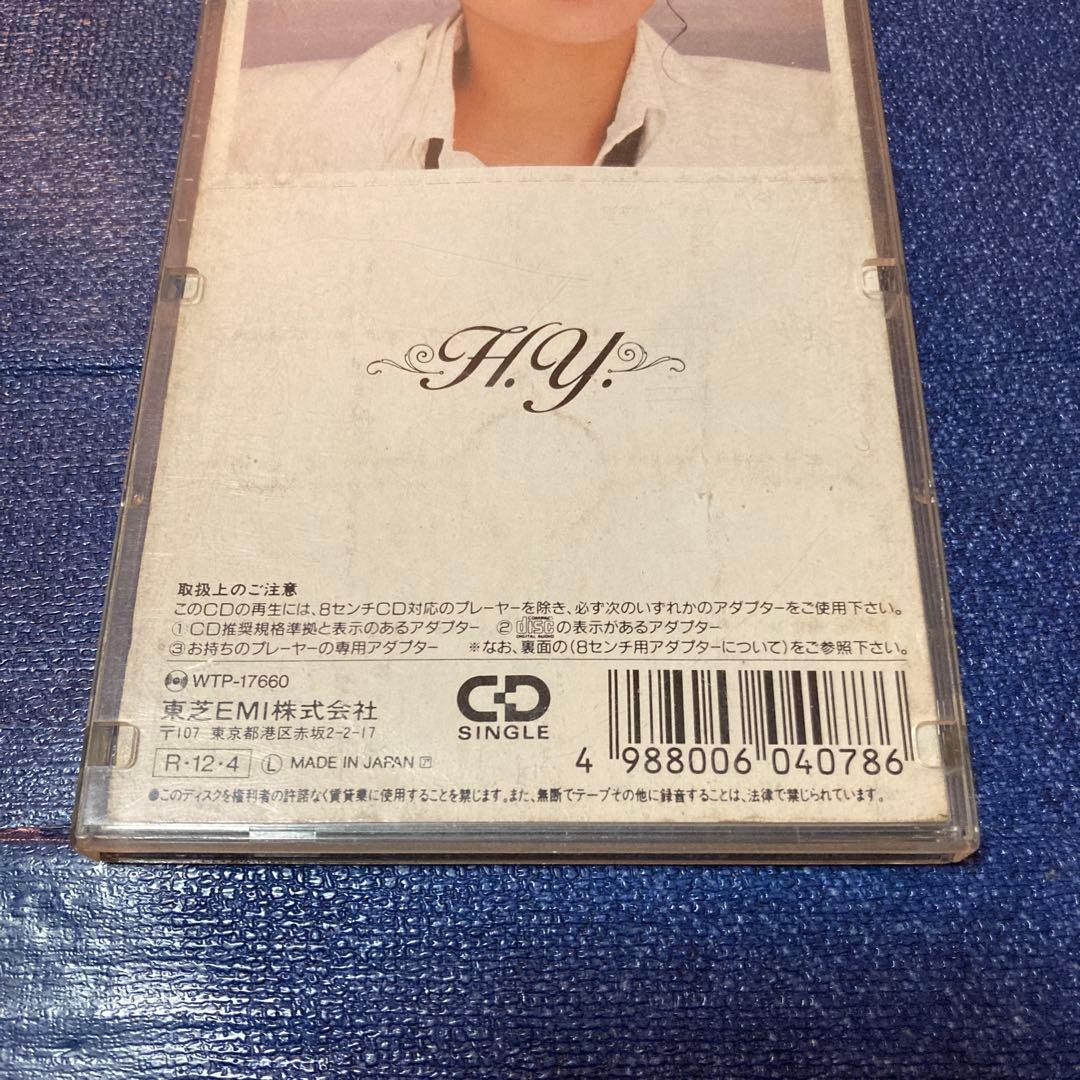 H.Y.
取扱上のご注意
このCDの再生には、8センチCD対応のプレーヤーを除き、必ず次のいずれかのアダプターをご使用下さい。
①CD推奨規格準拠と表示のあるアダプター ②COMPACT disc DIGITAL AUDIOの表示があるアダプター
③お持ちのプレーヤーの専用アダプター ※なお、裏面の(8センチ用アダプターについて)をご参照下さい。
WTP-17660
東芝EMI株式会社
〒107 東京都港区赤坂2-2-17
R・12・4 Ⓛ MADE IN JAPAN ア
CD
SINGLE
4 988006 040786
●このディスクを権利者の許諾なく賃貸業に使用することを禁じます。また、無断でテープその他に録音することは、法律で禁じられています。